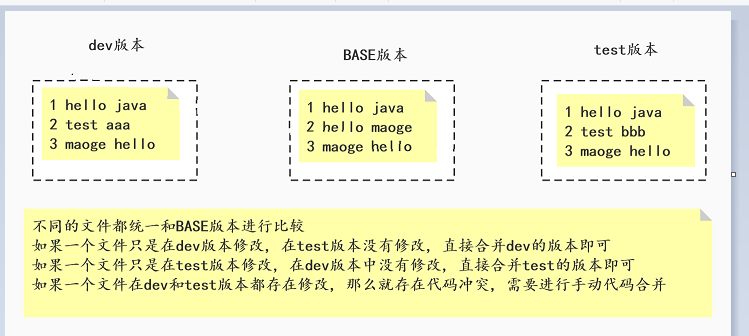 dev版本
BASE版本
test版本
1 hello java
2 test aaa
3 maoge hello
1 hello java
2 hello maoge
3 maoge hello
1 hello java
2 test bbb
3 maoge hello
不同的文件都统一和BASE版本进行比较
如果一个文件只是在dev版本修改, 在test版本没有修改, 直接合并dev的版本即可
如果一个文件只是在test版本修改, 在dev版本中没有修改, 直接合并test的版本即可
如果一个文件在dev和test版本都存在修改, 那么就存在代码冲突, 需要进行手动代码合并